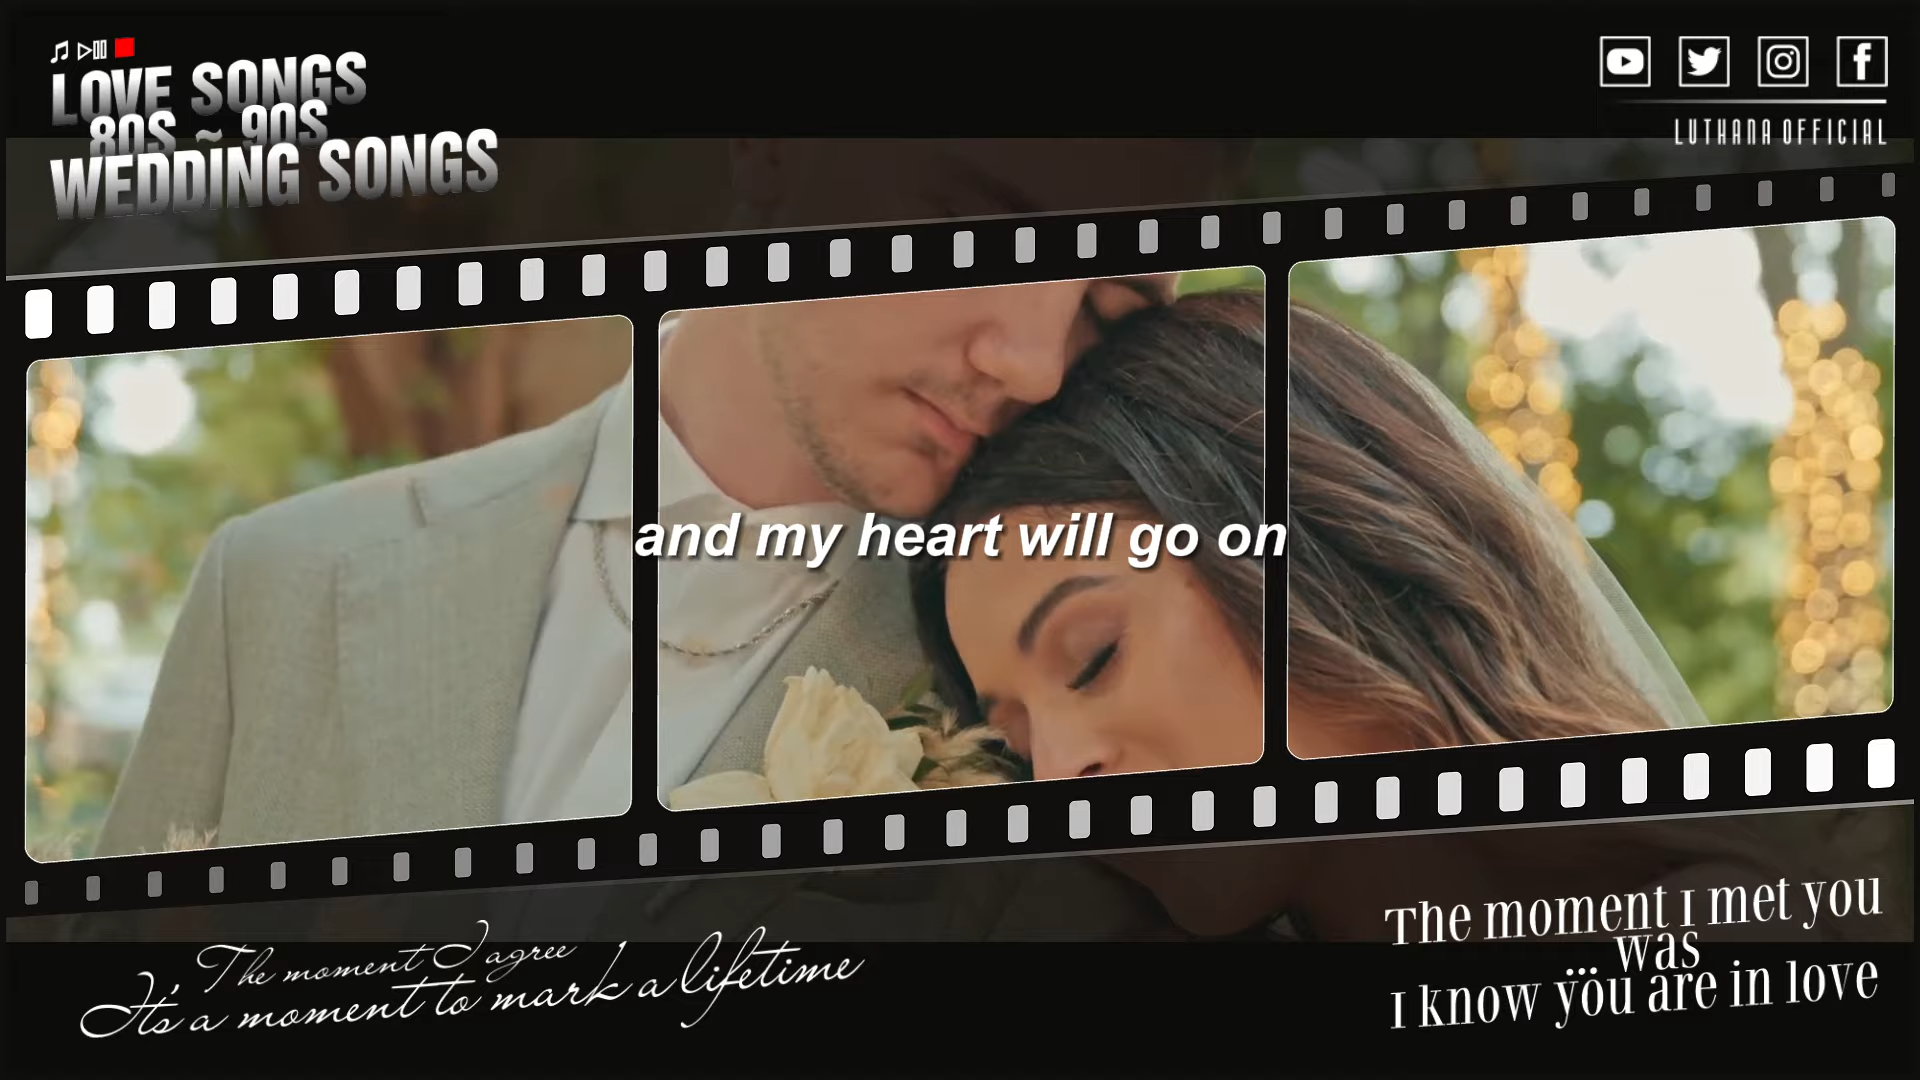 LOVE SONGS
80S ~ 90S
WEDDING SONGS
LUTHANA OFFICIAL
and my heart will go on
The moment I agree
It's a moment to mark a lifetime
The moment I met you
was...
I know you are in love